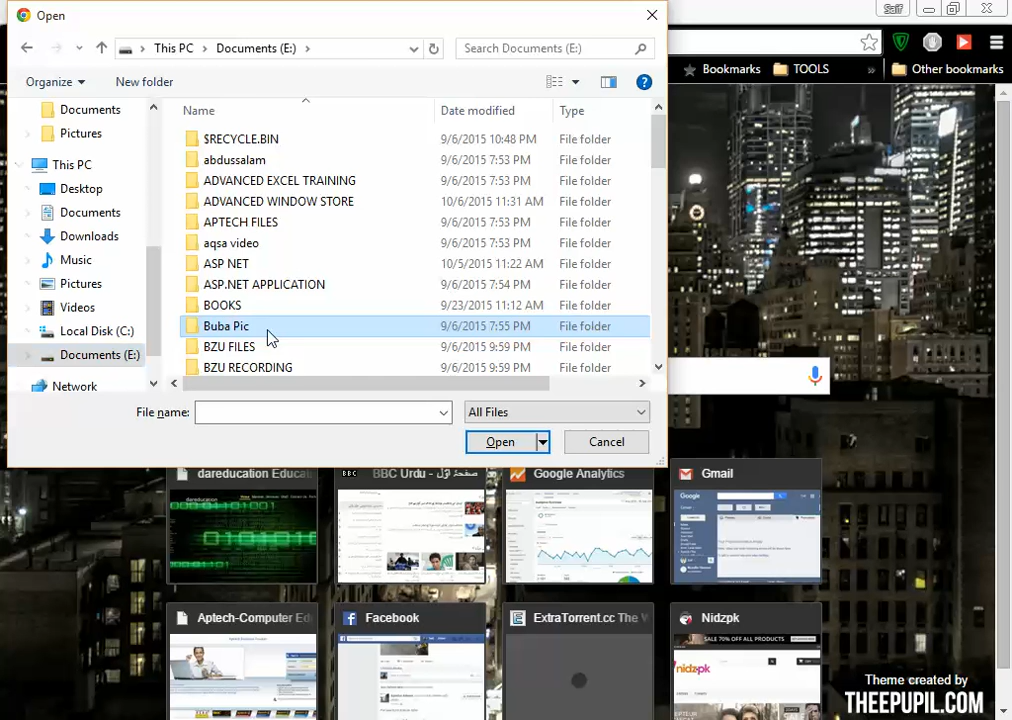 Open
Saif
This PC
Documents (E:)
Search Documents (E:)
Organize
New folder
Bookmarks
TOOLS
»
Other bookmarks
Documents
Pictures
This PC
Desktop
Documents
Downloads
Music
Pictures
Videos
Local Disk (C:)
Documents (E:)
Network
Name Date modified Type
$RECYCLE.BIN 9/6/2015 10:48 PM File folder
abdussalam 9/6/2015 7:53 PM File folder
ADVANCED EXCEL TRAINING 9/6/2015 7:53 PM File folder
ADVANCED WINDOW STORE 10/6/2015 11:31 AM File folder
APTECH FILES 9/6/2015 7:53 PM File folder
aqsa video 9/6/2015 7:53 PM File folder
ASP NET 10/5/2015 11:22 AM File folder
ASP.NET APPLICATION 9/6/2015 7:54 PM File folder
BOOKS 9/23/2015 11:12 AM File folder
Buba Pic 9/6/2015 7:55 PM File folder
BZU FILES 9/6/2015 9:59 PM File folder
BZU RECORDING 9/6/2015 9:59 PM File folder
File name:
All Files
Open
Cancel
dareducation Educa
BBC BBC Urdu - صفحۂ اوّل
Google Analytics
Gmail
Google
010101
Aptech-Computer Ed
Facebook
ExtraTorrent.cc The W
Nidzpk
SALE 70% OFF ALL PRODUCTS
nidzpk
Theme created by
THEEPUPIL.COM